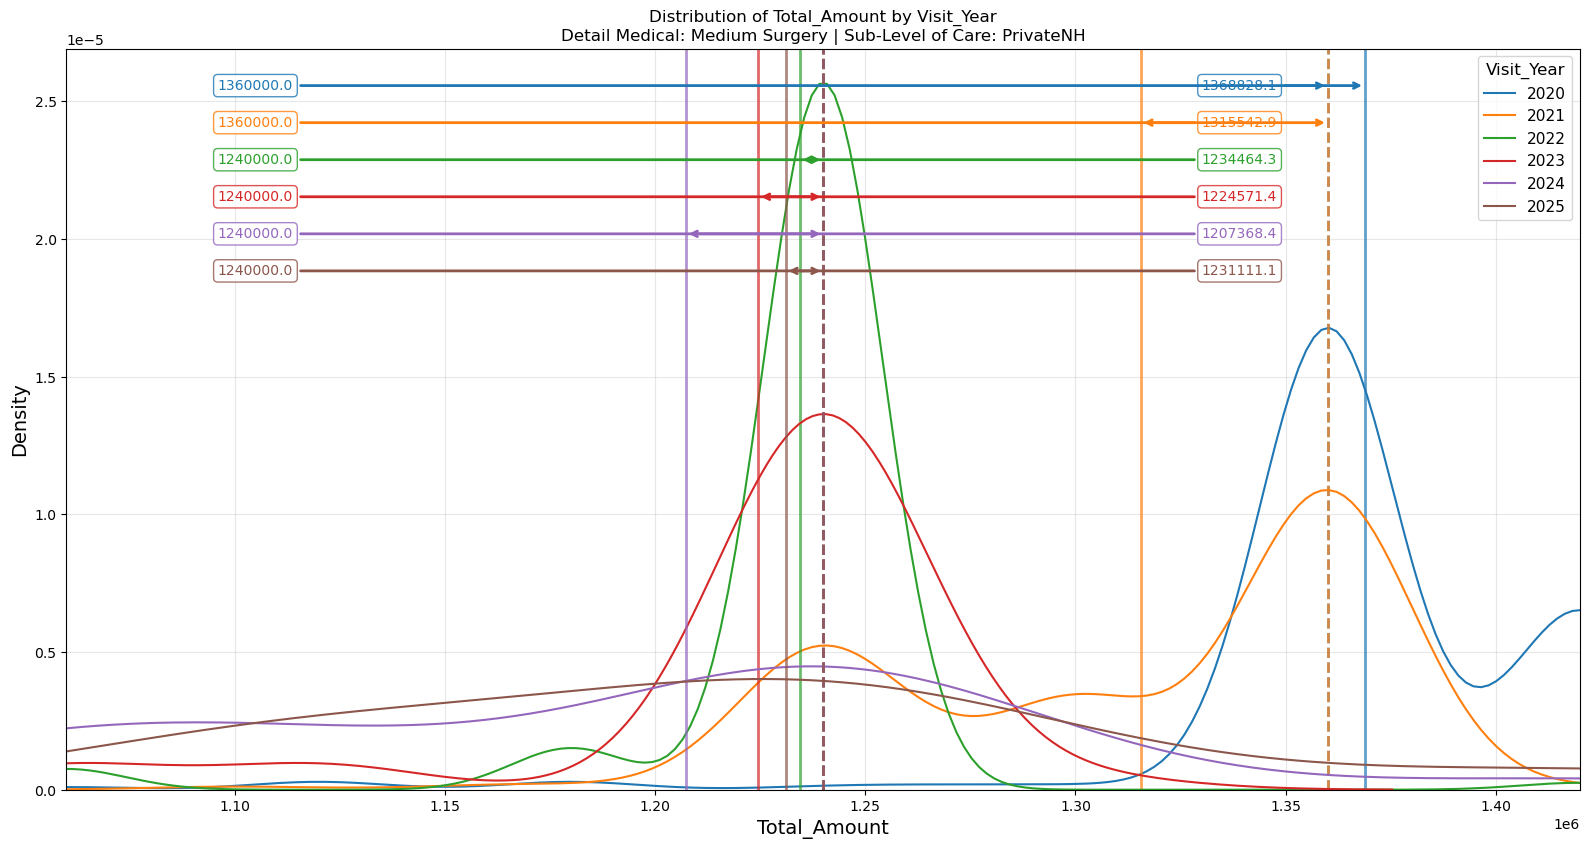 Distribution of Total_Amount by Visit_Year
Detail Medical: Medium Surgery | Sub-Level of Care: PrivateNH
1e−5
2.5
2.0
1.5
1.0
0.5
0.0
Density
1360000.0 1368828.1
1360000.0 1315542.9
1240000.0 1234464.3
1240000.0 1224571.4
1240000.0 1207368.4
1240000.0 1231111.1
Visit_Year
2020
2021
2022
2023
2024
2025
1.10 1.15 1.20 1.25 1.30 1.35 1.40
1e6
Total_Amount